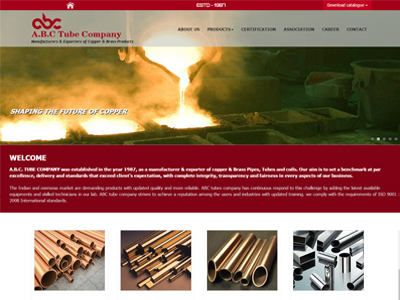 ESTD - 1987
Download catalogue
abc
A.B.C Tube Company
Manufacturers & Exporters of Copper & Brass Products
ABOUT US PRODUCTS CERTIFICATION ASSOCIATION CAREER CONTACT
SHAPING THE FUTURE OF COPPER
WELCOME
A.B.C. TUBE COMPANY was established in the year 1987, as a manufacturer & exporter of copper & Brass Pipes, Tubes and coils. Our aim is to set a benchmark at par
excellence, delivery and standards that exceed client's expectation, with complete integrity, transparency and fairness in every aspects of our business.
The Indian and overseas market are demanding products with updated quality and more reliable. ABC tubes company has continuous respond to this challenge by adding the latest available
equipments and skilled technicians in our lab. ABC tube company strives to achieve a reputation among the users and industries with updated training, we comply with the requirements of ISO 9001 :
2008 International standards.